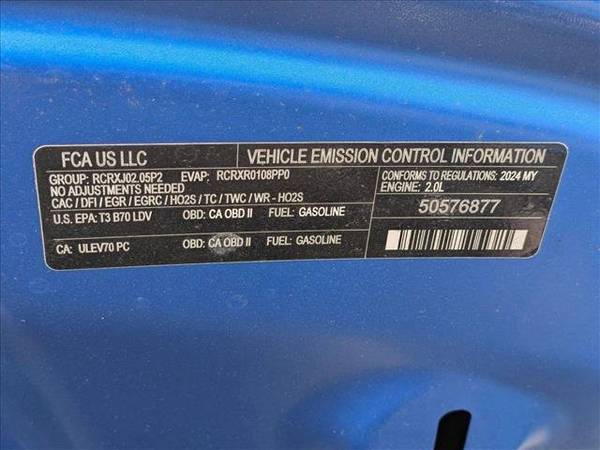 FCA US LLC
VEHICLE EMISSION CONTROL INFORMATION
GROUP: RCRXJ02.05P2 EVAP: RCRXR0108PP0
NO ADJUSTMENTS NEEDED
CAC / DFI / EGR / EGRC / HO2S / TC / TWC / WR - HO2S
U.S. EPA: T3 B70 LDV OBD: CA OBD II FUEL: GASOLINE
CA: ULEV70 PC OBD: CA OBD II FUEL: GASOLINE
CONFORMS TO REGULATIONS: 2024 MY
ENGINE: 2.0L
50576877